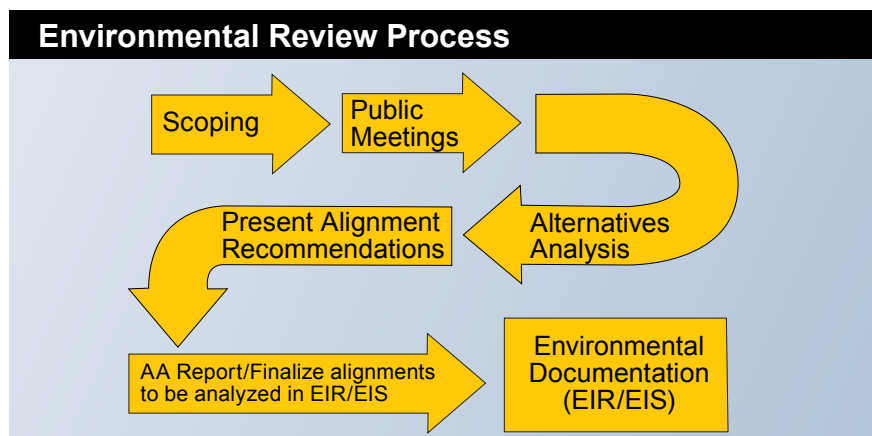 Environmental Review Process
Scoping
Public
Meetings
Alternatives
Analysis
Present Alignment
Recommendations
AA Report/Finalize alignments
to be analyzed in EIR/EIS
Environmental
Documentation
(EIR/EIS)